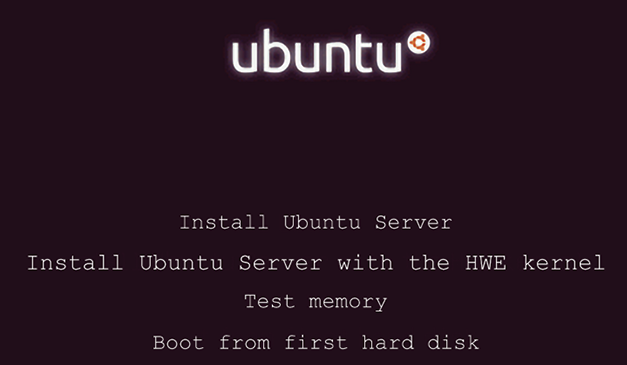 ubuntu
Install Ubuntu Server
Install Ubuntu Server with the HWE kernel
Test memory
Boot from first hard disk